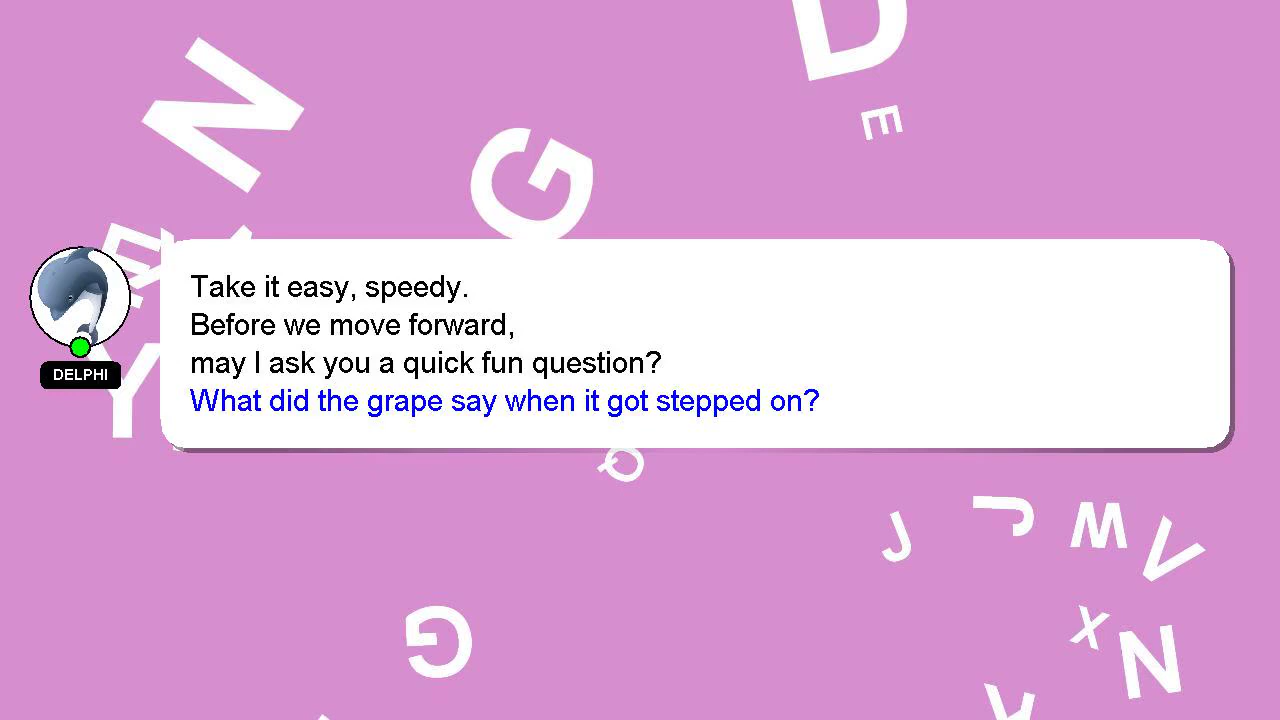 N
D
E
G
Take it easy, speedy.
Before we move forward,
may I ask you a quick fun question?
What did the grape say when it got stepped on?
DELPHI
Y
Q
J
J
W
V
X
N
G